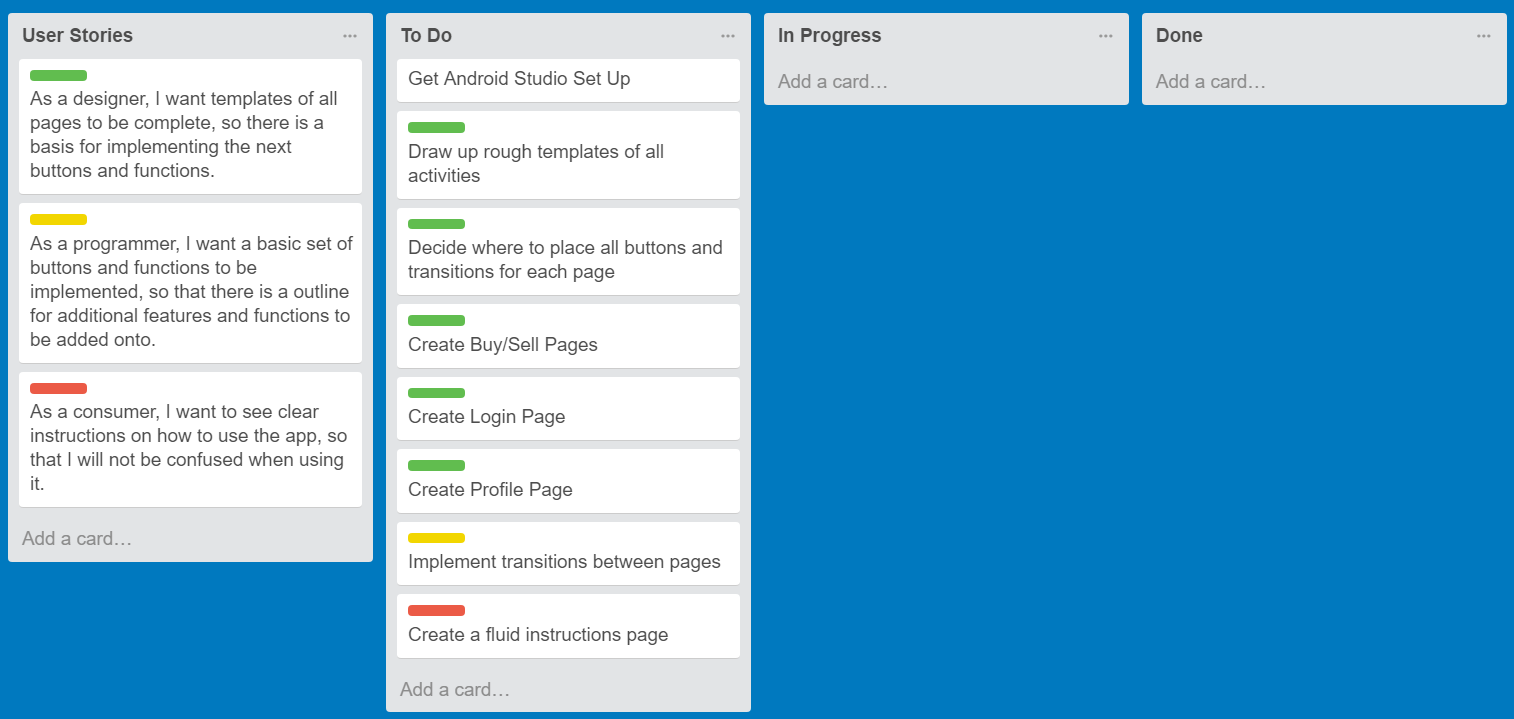 User Stories
As a designer, I want templates of all
pages to be complete, so there is a
basis for implementing the next
buttons and functions.
As a programmer, I want a basic set of
buttons and functions to be
implemented, so that there is a outline
for additional features and functions to
be added onto.
As a consumer, I want to see clear
instructions on how to use the app, so
that I will not be confused when using
it.
Add a card…
To Do
Get Android Studio Set Up
Draw up rough templates of all
activities
Decide where to place all buttons and
transitions for each page
Create Buy/Sell Pages
Create Login Page
Create Profile Page
Implement transitions between pages
Create a fluid instructions page
Add a card…
In Progress
Add a card…
Done
Add a card…